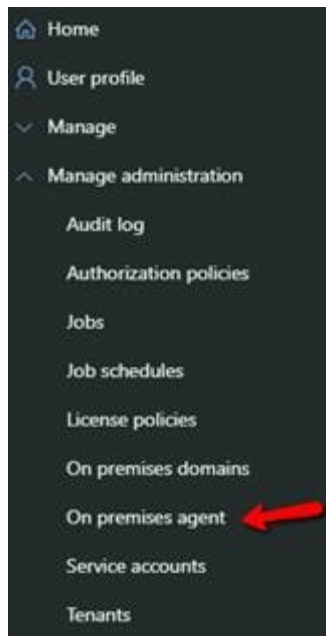 Home
User profile
Manage
Manage administration
Audit log
Authorization policies
Jobs
Job schedules
License policies
On premises domains
On premises agent
Service accounts
Tenants